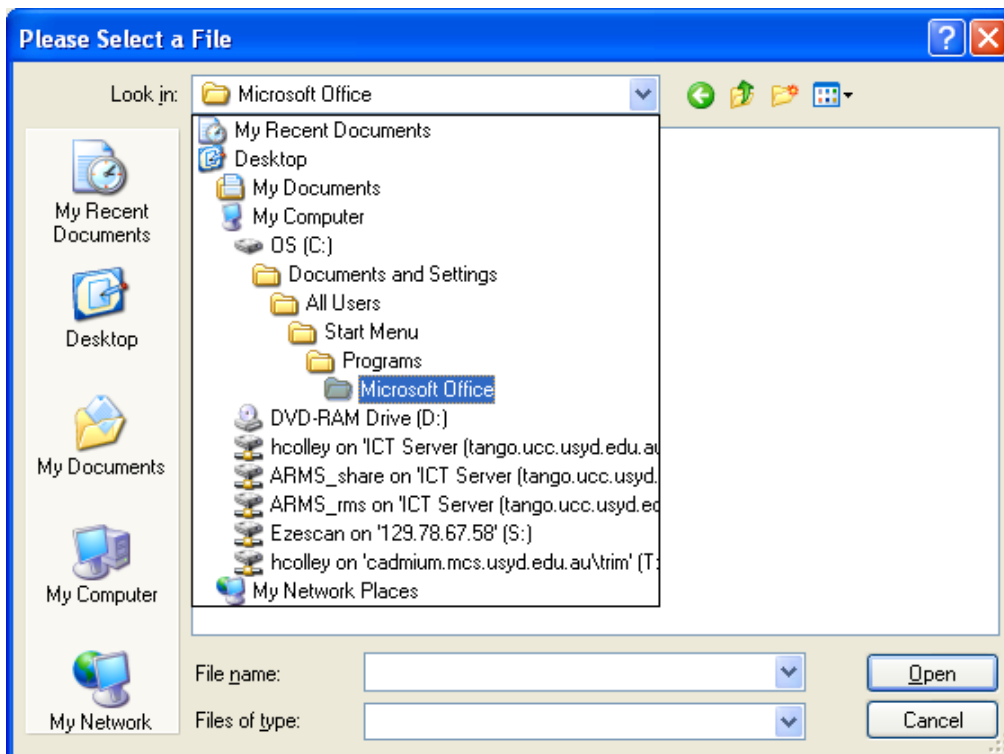 Please Select a File
Look in:
Microsoft Office
My Recent Documents
Desktop
My Documents
My Computer
OS (C:)
Documents and Settings
All Users
Start Menu
Programs
Microsoft Office
DVD-RAM Drive (D:)
hcolley on 'ICT Server (tango.ucc.usyd.edu.au
ARMS_share on 'ICT Server (tango.ucc.usyd.
ARMS_rms on 'ICT Server (tango.ucc.usyd.ed
Ezescan on '129.78.67.58' (S:)
hcolley on 'cadmium.mcs.usyd.edu.au\trim' (T:
My Network Places
My Recent
Documents
Desktop
My Documents
My Computer
My Network
File name:
Open
Files of type:
Cancel